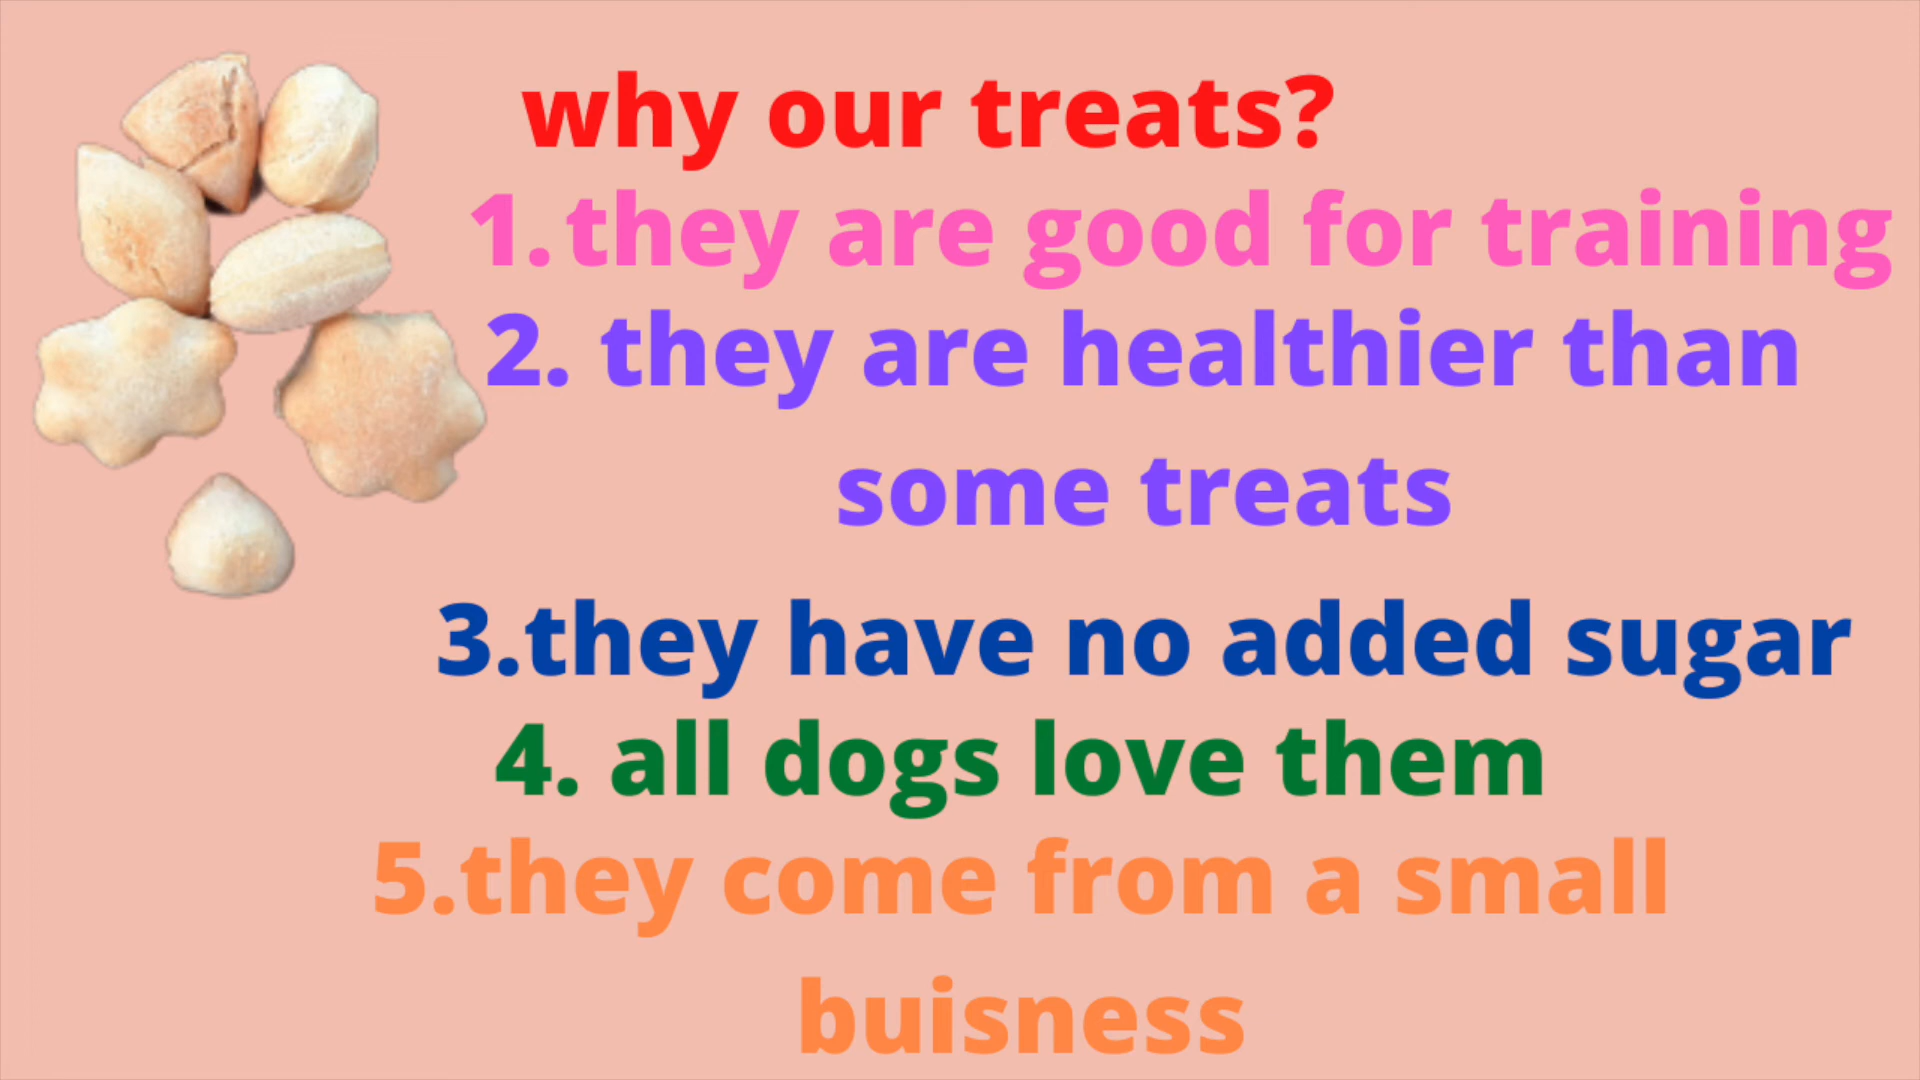 why our treats?
1. they are good for training
2. they are healthier than
some treats
3.they have no added sugar
4. all dogs love them
5.they come from a small
buisness